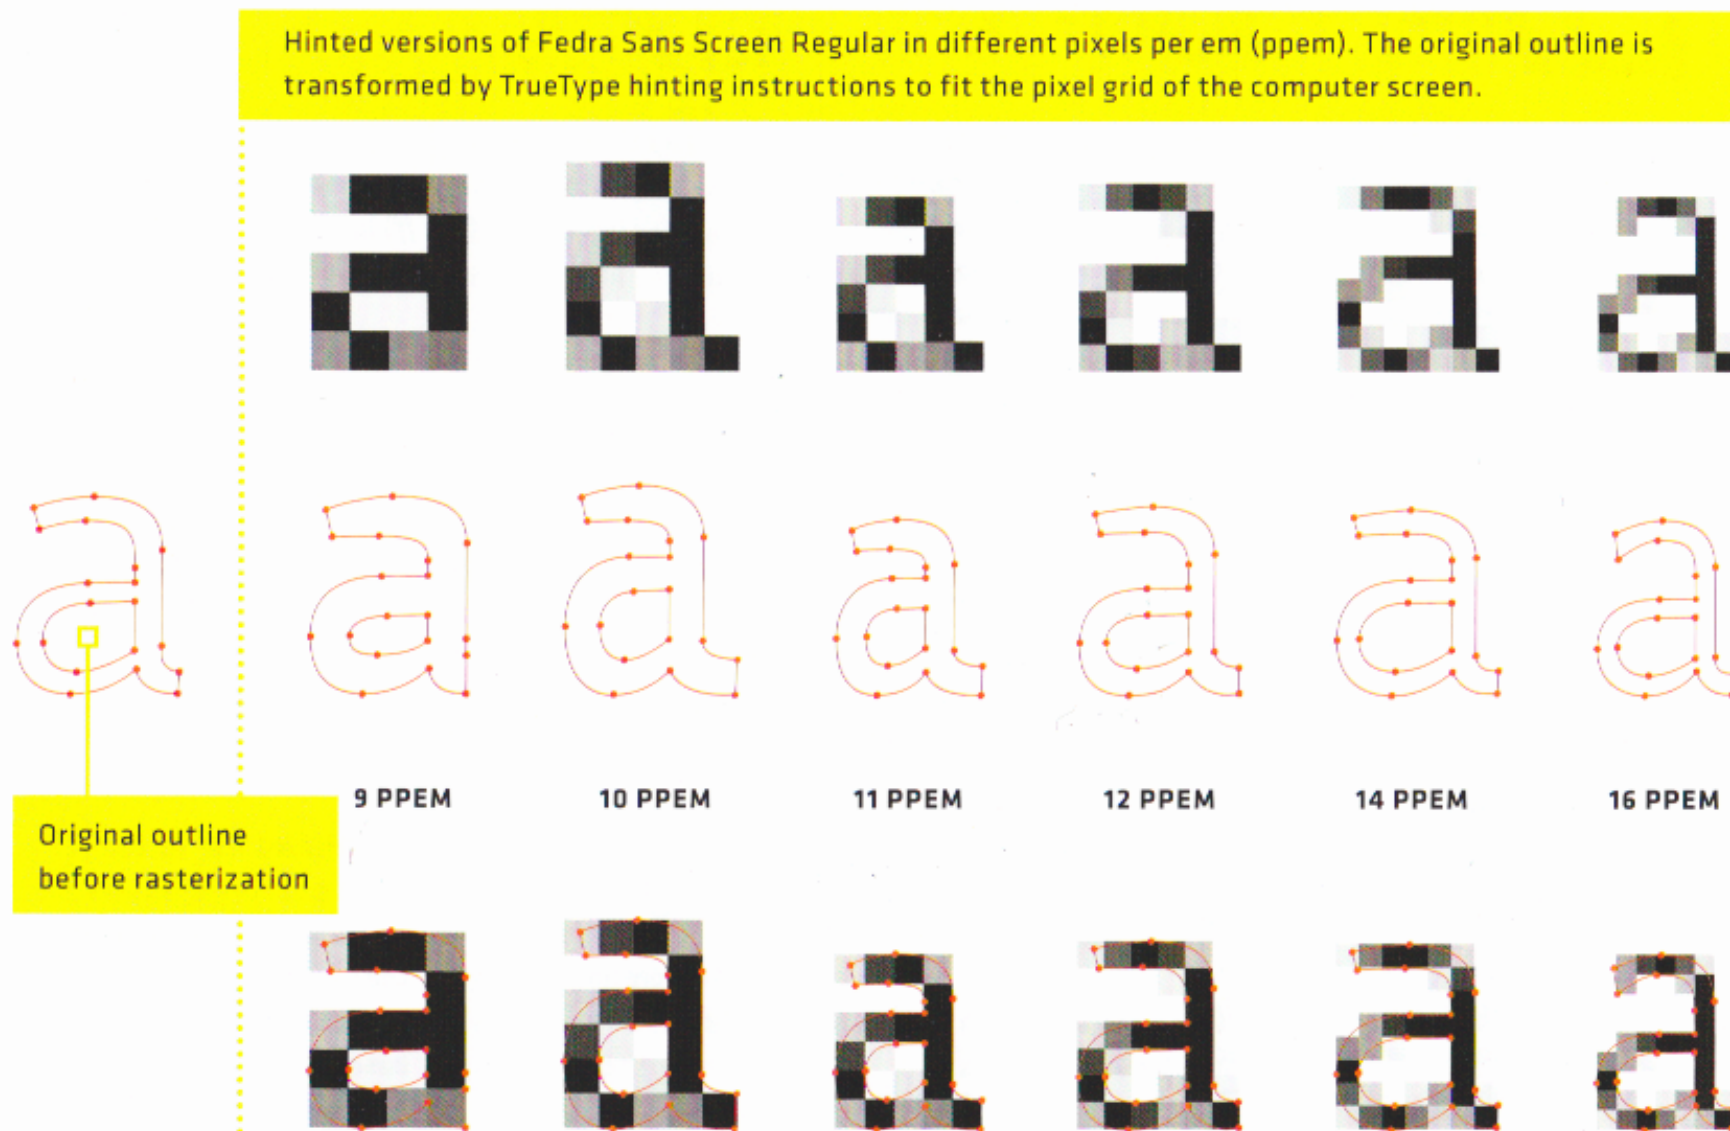 Hinted versions of Fedra Sans Screen Regular in different pixels per em (ppem). The original outline is
transformed by TrueType hinting instructions to fit the pixel grid of the computer screen.
9 PPEM
10 PPEM
11 PPEM
12 PPEM
14 PPEM
16 PPEM
Original outline
before rasterization